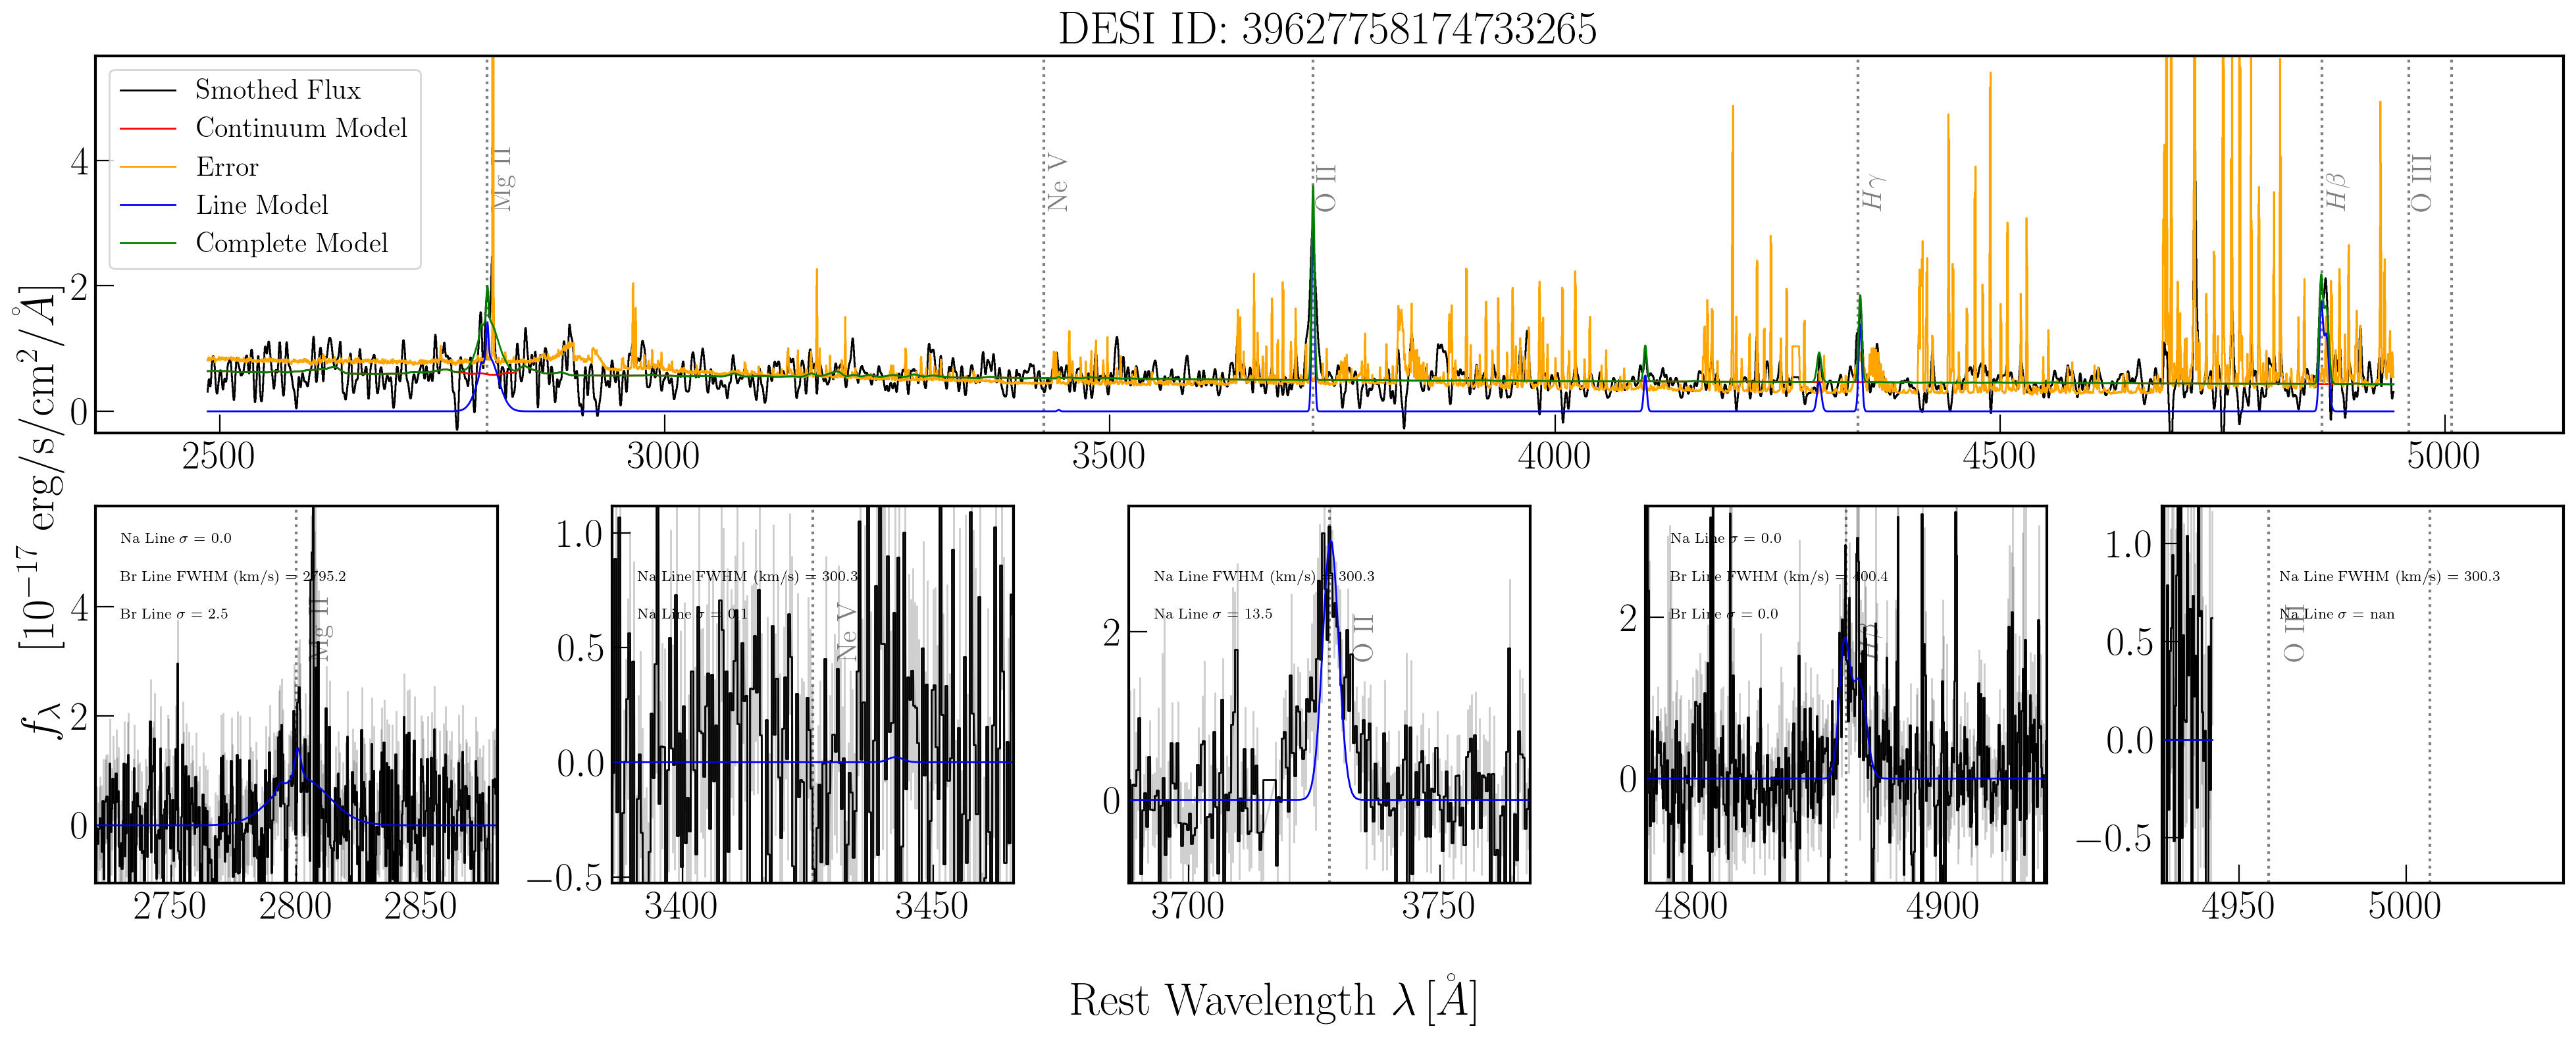 DESI ID: 39627758174733265
Smothed Flux
Continuum Model
Error
Line Model
Complete Model
Mg II
Ne V
O II
Hγ
Hβ
O III
4
2
0
2500
3000
3500
4000
4500
5000
f_λ [10⁻¹⁷ erg/s/cm²/Å]
Na Line σ = 0.0
Br Line FWHM (km/s) = 2795.2
Br Line σ = 2.5
Mg II
4
2
0
2750
2800
2850
Na Line FWHM (km/s) = 300.3
Na Line σ = 0.1
Ne V
1.0
0.5
0.0
−0.5
3400
3450
Na Line FWHM (km/s) = 300.3
Na Line σ = 13.5
O II
2
0
3700
3750
Na Line σ = 0.0
Br Line FWHM (km/s) = 400.4
Br Line σ = 0.0
Hβ
2
0
4800
4900
Na Line FWHM (km/s) = 300.3
Na Line σ = nan
O III
1.0
0.5
0.0
−0.5
4950
5000
Rest Wavelength λ [Å]